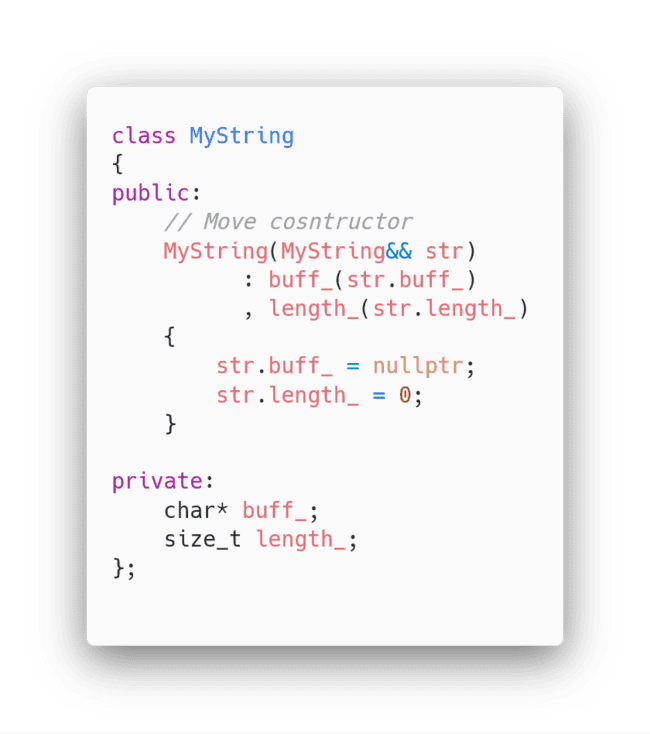 class MyString
{
public:
    // Move cosntructor
    MyString(MyString&& str)
          : buff_(str.buff_)
          , length_(str.length_)
    {
        str.buff_ = nullptr;
        str.length_ = 0;
    }

private:
    char* buff_;
    size_t length_;
};